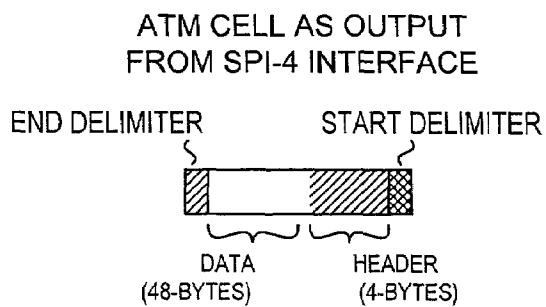 ATM CELL AS OUTPUT
FROM SPI-4 INTERFACE
END DELIMITER
START DELIMITER
DATA
(48-BYTES)
HEADER
(4-BYTES)